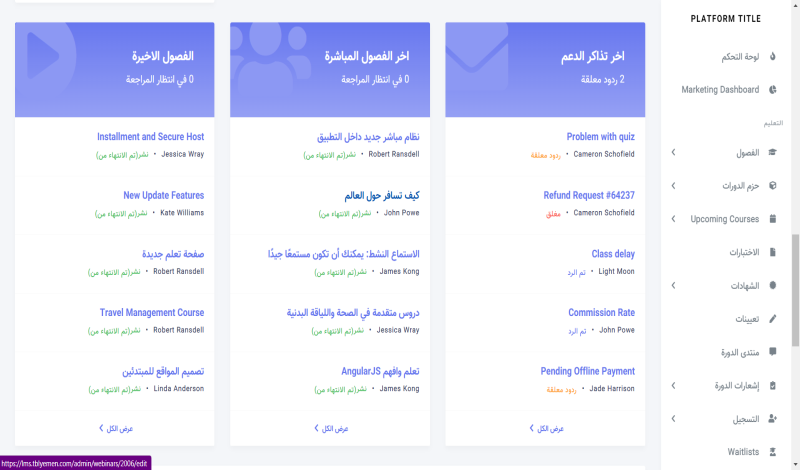 PLATFORM TITLE
لوحة التحكم
Marketing Dashboard
التعليم
الفصول
حزم الدورات
Upcoming Courses
الاختبارات
الشهادات
تعيينات
منتدى الدورة
إشعارات الدورة
التسجيل
Waitlists
اخر تذاكر الدعم
2 ردود معلقة
Problem with quiz
Cameron Schofield • ردود معلقة
Refund Request #64237
Cameron Schofield • مغلق
Class delay
Light Moon • تم الرد
Commission Rate
John Powe • تم الرد
Pending Offline Payment
Jade Harrison • ردود معلقة
عرض الكل
اخر الفصول المباشرة
0 في انتظار المراجعة
نظام مباشر جديد داخل التطبيق
Robert Ransdell • نشر(تم الانتهاء من)
كيف تسافر حول العالم
John Powe • نشر(تم الانتهاء من)
الاستماع النشط: يمكنك أن تكون مستمعًا جيدًا
James Kong • نشر(تم الانتهاء من)
دروس متقدمة في الصحة واللياقة البدنية
Jessica Wray • نشر(تم الانتهاء من)
تعلم وافهم AngularJS
James Kong • نشر(تم الانتهاء من)
عرض الكل
الفصول الاخيرة
0 في انتظار المراجعة
Installment and Secure Host
Jessica Wray • نشر(تم الانتهاء من)
New Update Features
Kate Williams • نشر(تم الانتهاء من)
صفحة تعلم جديدة
Robert Ransdell • نشر(تم الانتهاء من)
Travel Management Course
Robert Ransdell • نشر(تم الانتهاء من)
تصميم المواقع للمبتدئين
Linda Anderson • نشر(تم الانتهاء من)
عرض الكل
https://lms.tblyemen.com/admin/webinars/2006/edit